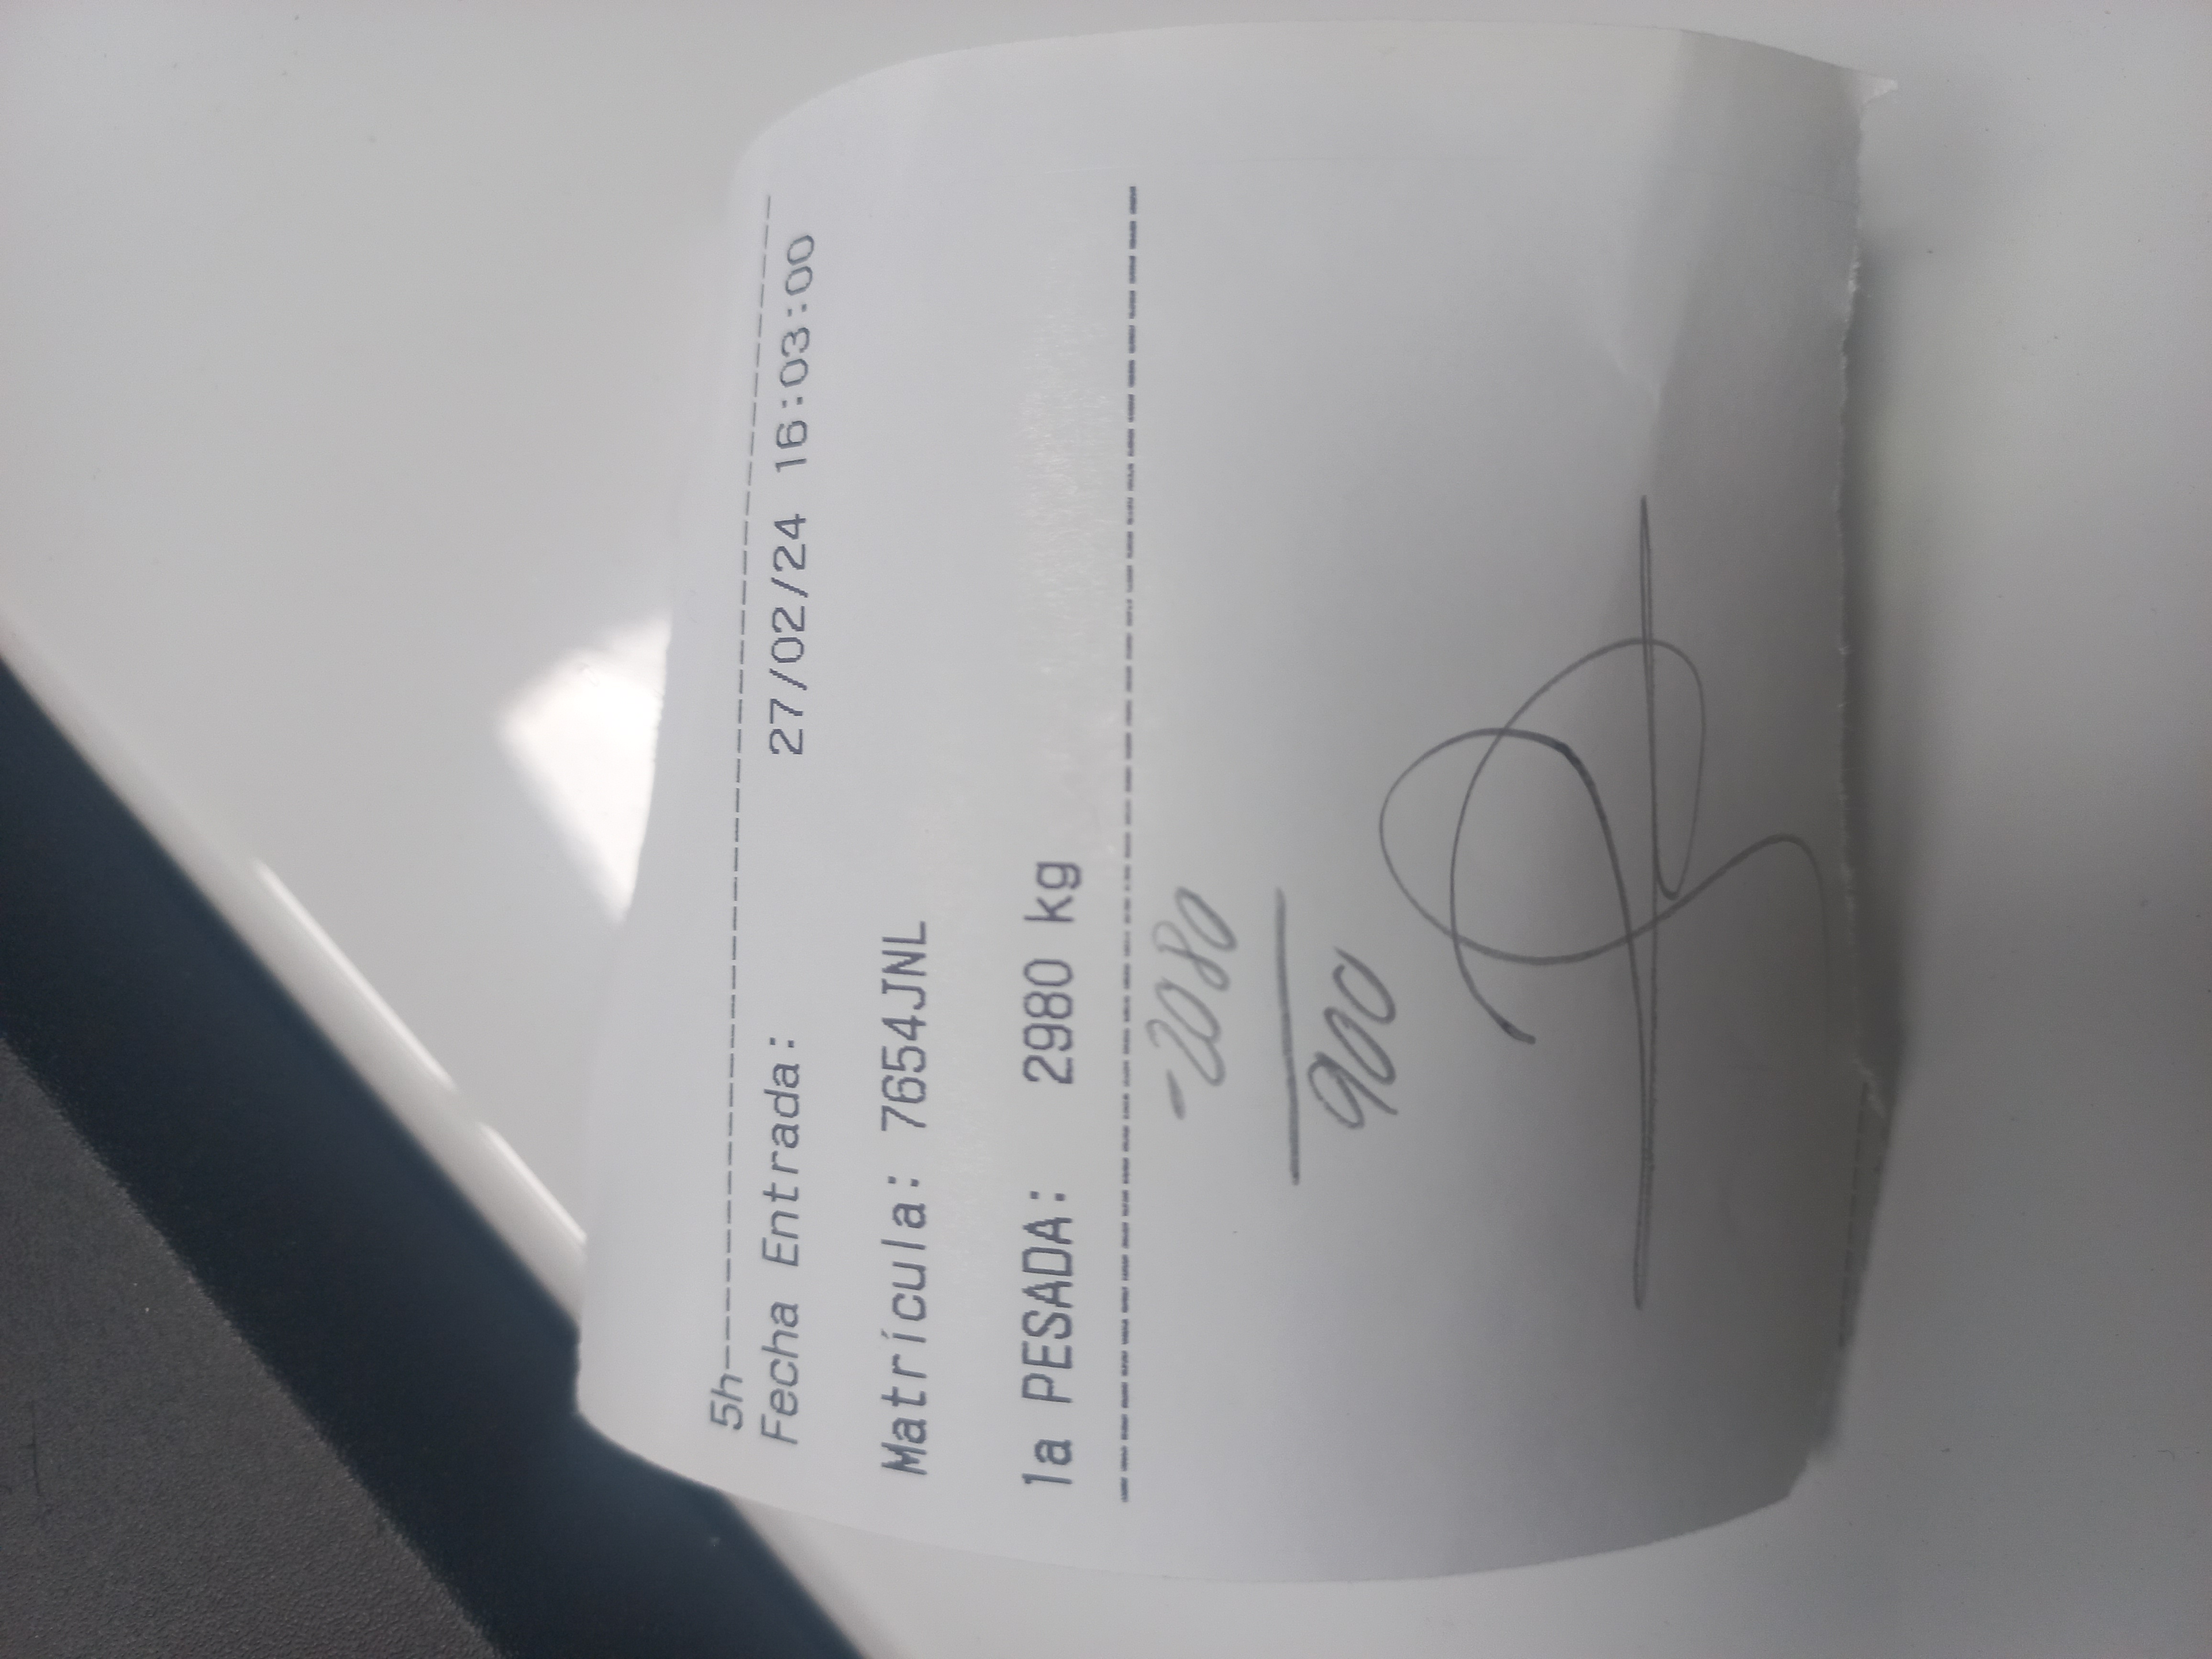 5h------------------------------
Fecha Entrada: 27/02/24 16:03:00
Matrícula: 7654JNL
1a PESADA: 2980 kg
--------------------------------
-2080
900